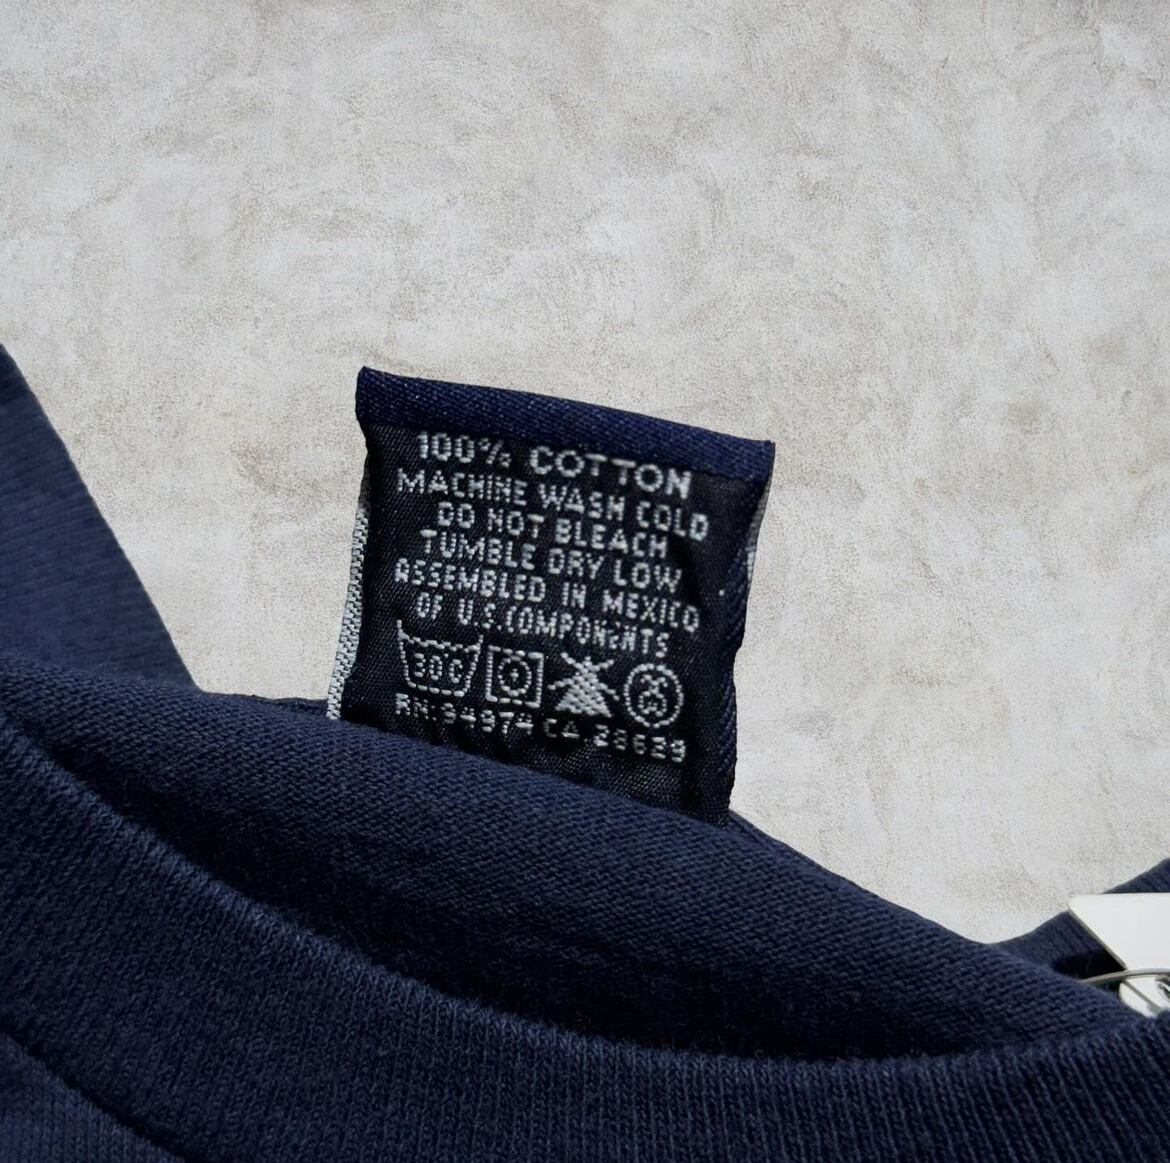 100% COTTON
MACHINE WASH COLD
DO NOT BLEACH
TUMBLE DRY LOW
ASSEMBLED IN MEXICO
OF U.S. COMPONENTS
30C
RN: 94974 CA 28629